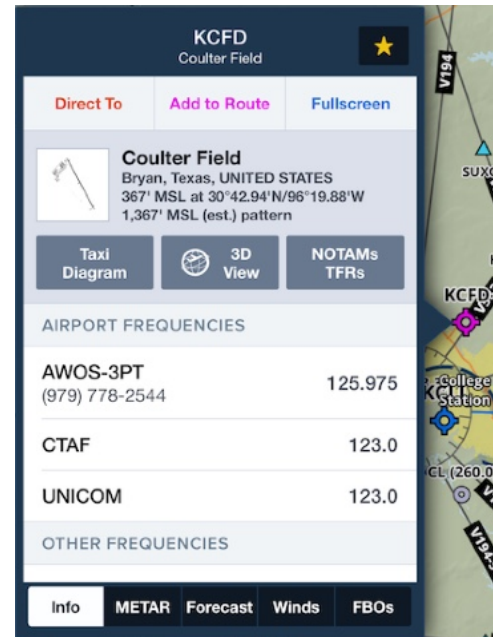 KCFD
Coulter Field
Direct To
Add to Route
Fullscreen
Coulter Field
Bryan, Texas, UNITED STATES
367' MSL at 30°42.94'N/96°19.88'W
1,367' MSL (est.) pattern
Taxi Diagram
3D View
NOTAMs TFRs
AIRPORT FREQUENCIES
AWOS-3PT
125.975
(979) 778-2544
CTAF
123.0
UNICOM
123.0
OTHER FREQUENCIES
Info
METAR
Forecast
Winds
FBOs
V194
KCFD
College
Station